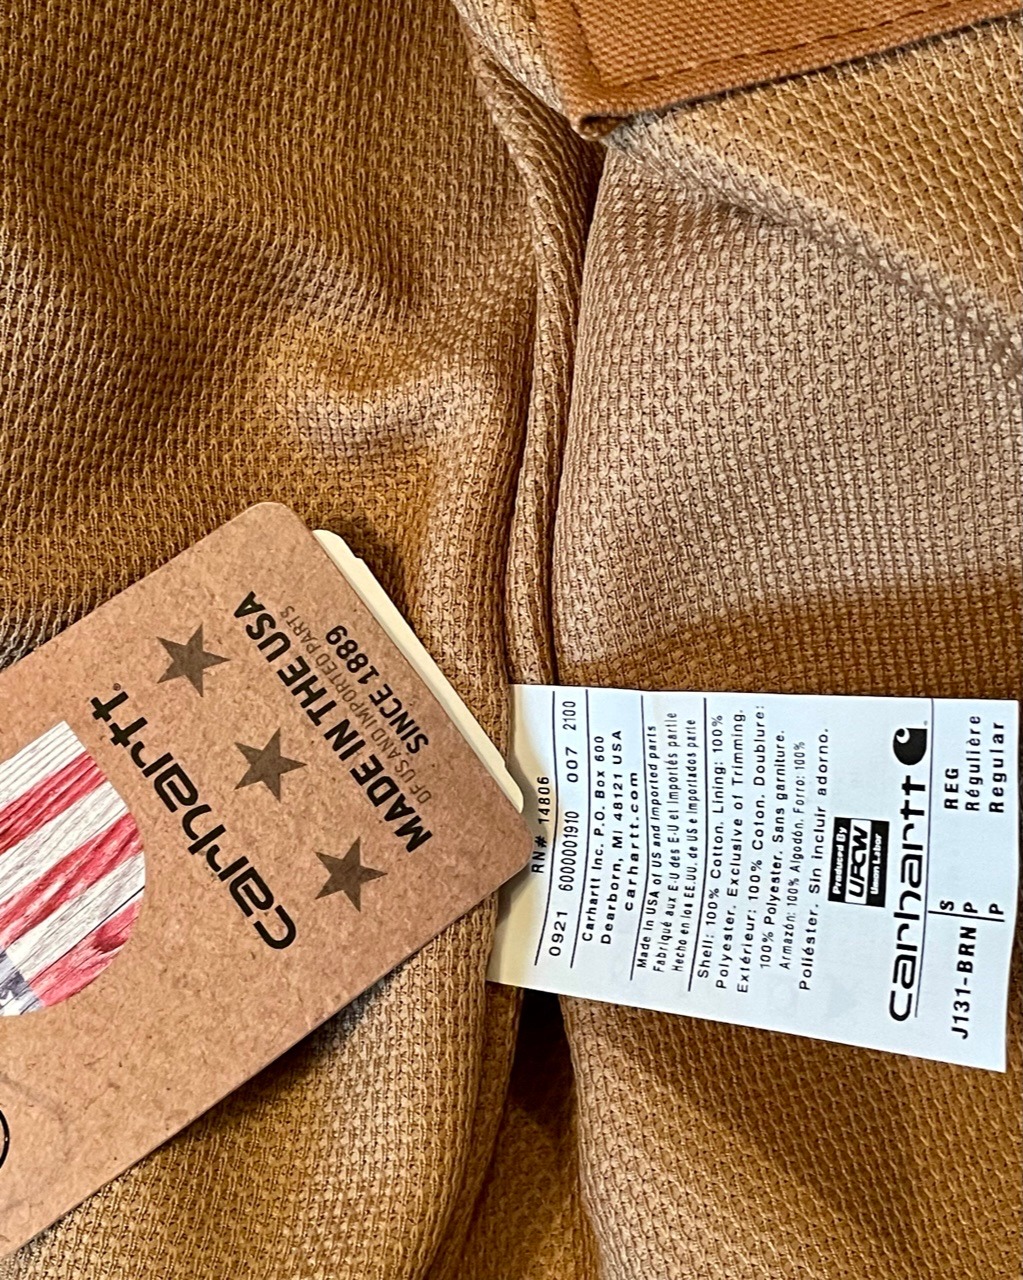 carhartt®
MADE IN THE USA
OF US AND IMPORTED PARTS
SINCE 1889
RN# 14806
0921 6000001910 007 2100
Carhartt Inc. P.O. Box 600
Dearborn, MI 48121 USA
carhartt.com
Made in USA of US and Imported parts
Fabriqué aux E-U des E-U et Importés partie
Hecho en los EE.UU. de US e Importados parte
Shell: 100% Cotton. Lining: 100%
Polyester. Exclusive of Trimming.
Extérieur: 100% Coton. Doublure:
100% Polyester. Sans garniture.
Armazón: 100% Algodón. Forro: 100%
Poliéster. Sin incluir adorno.
Produced By
UFCW
Union Labor
carhartt
J131-BRN
S REG
P Régulière
P Regular